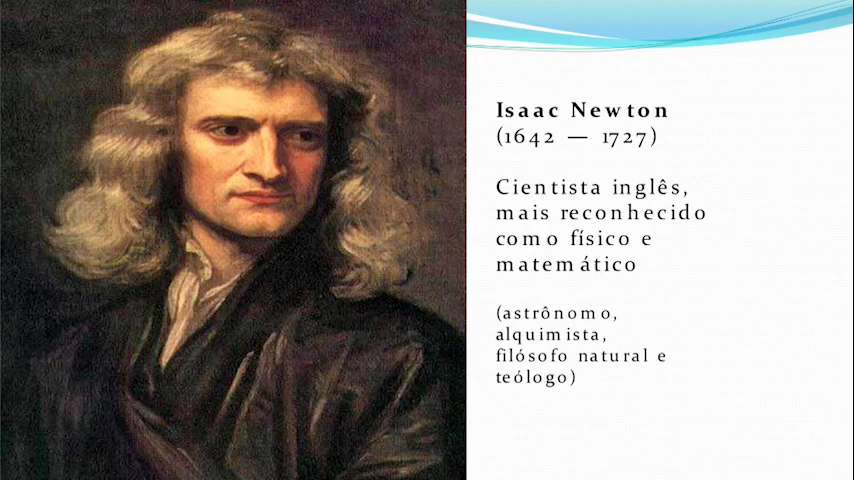 Isaac Newton
(1642 — 1727)
Cientista inglês,
mais reconhecido
como físico e
matemático
(astrônomo,
alquimista,
filósofo natural e
teólogo)